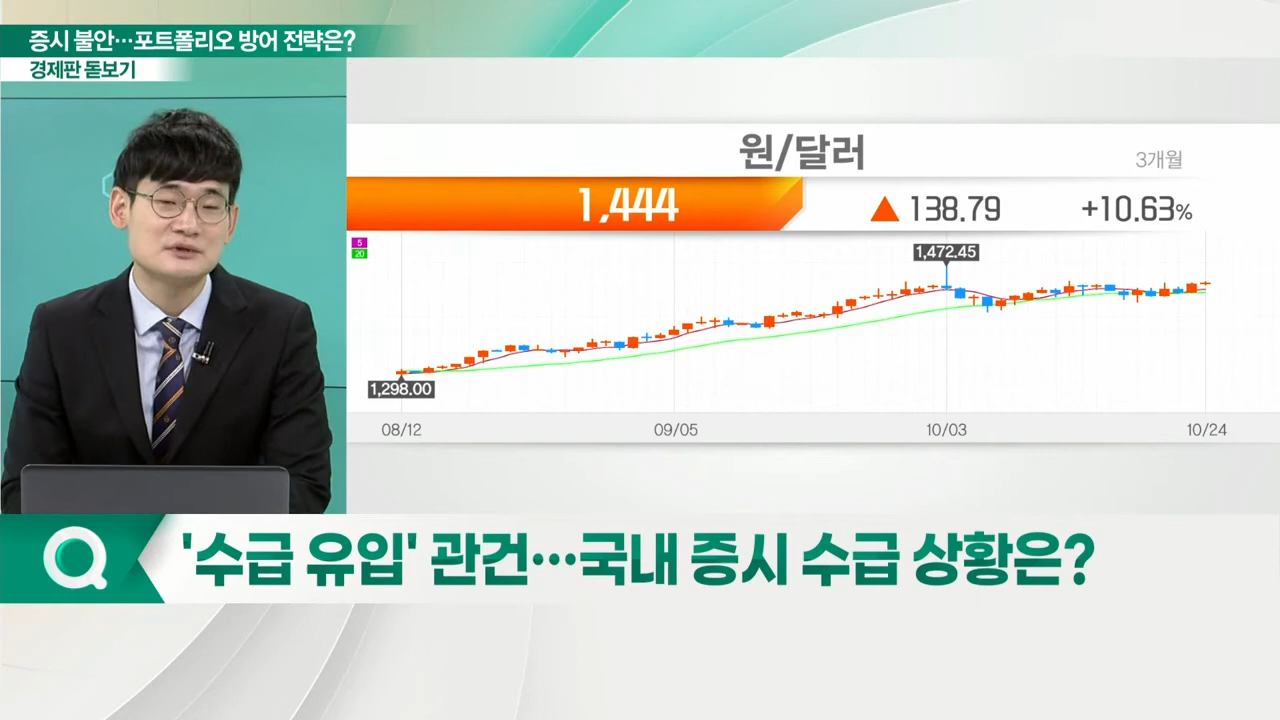 증시 불안…포트폴리오 방어 전략은?
경제판 돋보기
원/달러
3개월
1,444
▲ 138.79
+10.63%
5
20
1,472.45
1,298.00
08/12
09/05
10/03
10/24
'수급 유입' 관건…국내 증시 수급 상황은?